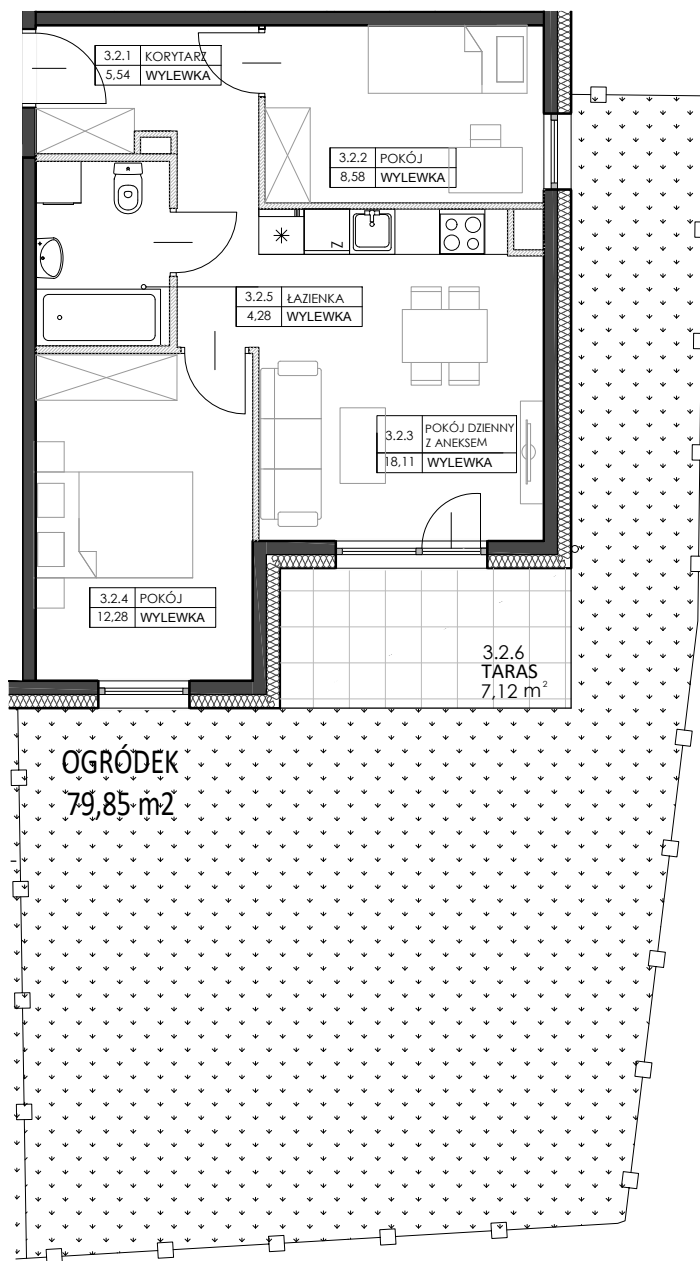 3.2.1 KORYTARZ
5,54 WYLEWKA
3.2.2 POKÓJ
8,58 WYLEWKA
Z
3.2.5 ŁAZIENKA
4,28 WYLEWKA
3.2.3 POKÓJ DZIENNY
Z ANEKSEM
18,11 WYLEWKA
3.2.4 POKÓJ
12,28 WYLEWKA
3.2.6
TARAS
7,12 m²
OGRÓDEK
79,85 m2